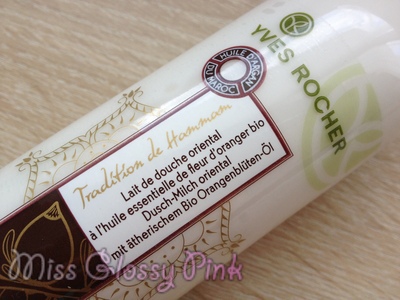 YVES ROCHER
HUILE D'ARGAN
DU MAROC
Tradition de Hammam
Lait de douche oriental
à l'huile essentielle de fleur d'oranger bio
Dusch-Milch oriental
mit ätherischem Bio Orangenblüten-Öl
Miss Glossy Pink